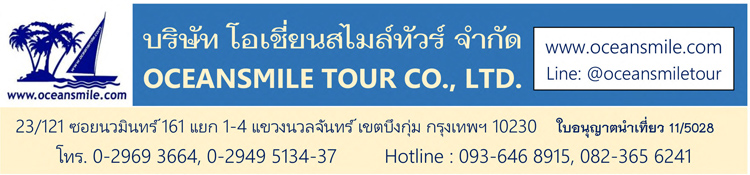 บริษัท โอเชี่ยนสไมล์ทัวร์ จำกัด
OCEANSMILE TOUR CO., LTD.
www.oceansmile.com
www.oceansmile.com
Line: @oceansmiletour
23/121 ซอยนวมินทร์ 161 แยก 1-4 แขวงนวลจันทร์ เขตบึงกุ่ม กรุงเทพฯ 10230 ใบอนุญาตนำเที่ยว 11/5028
โทร. 0-2969 3664, 0-2949 5134-37 Hotline : 093-646 8915, 082-365 6241